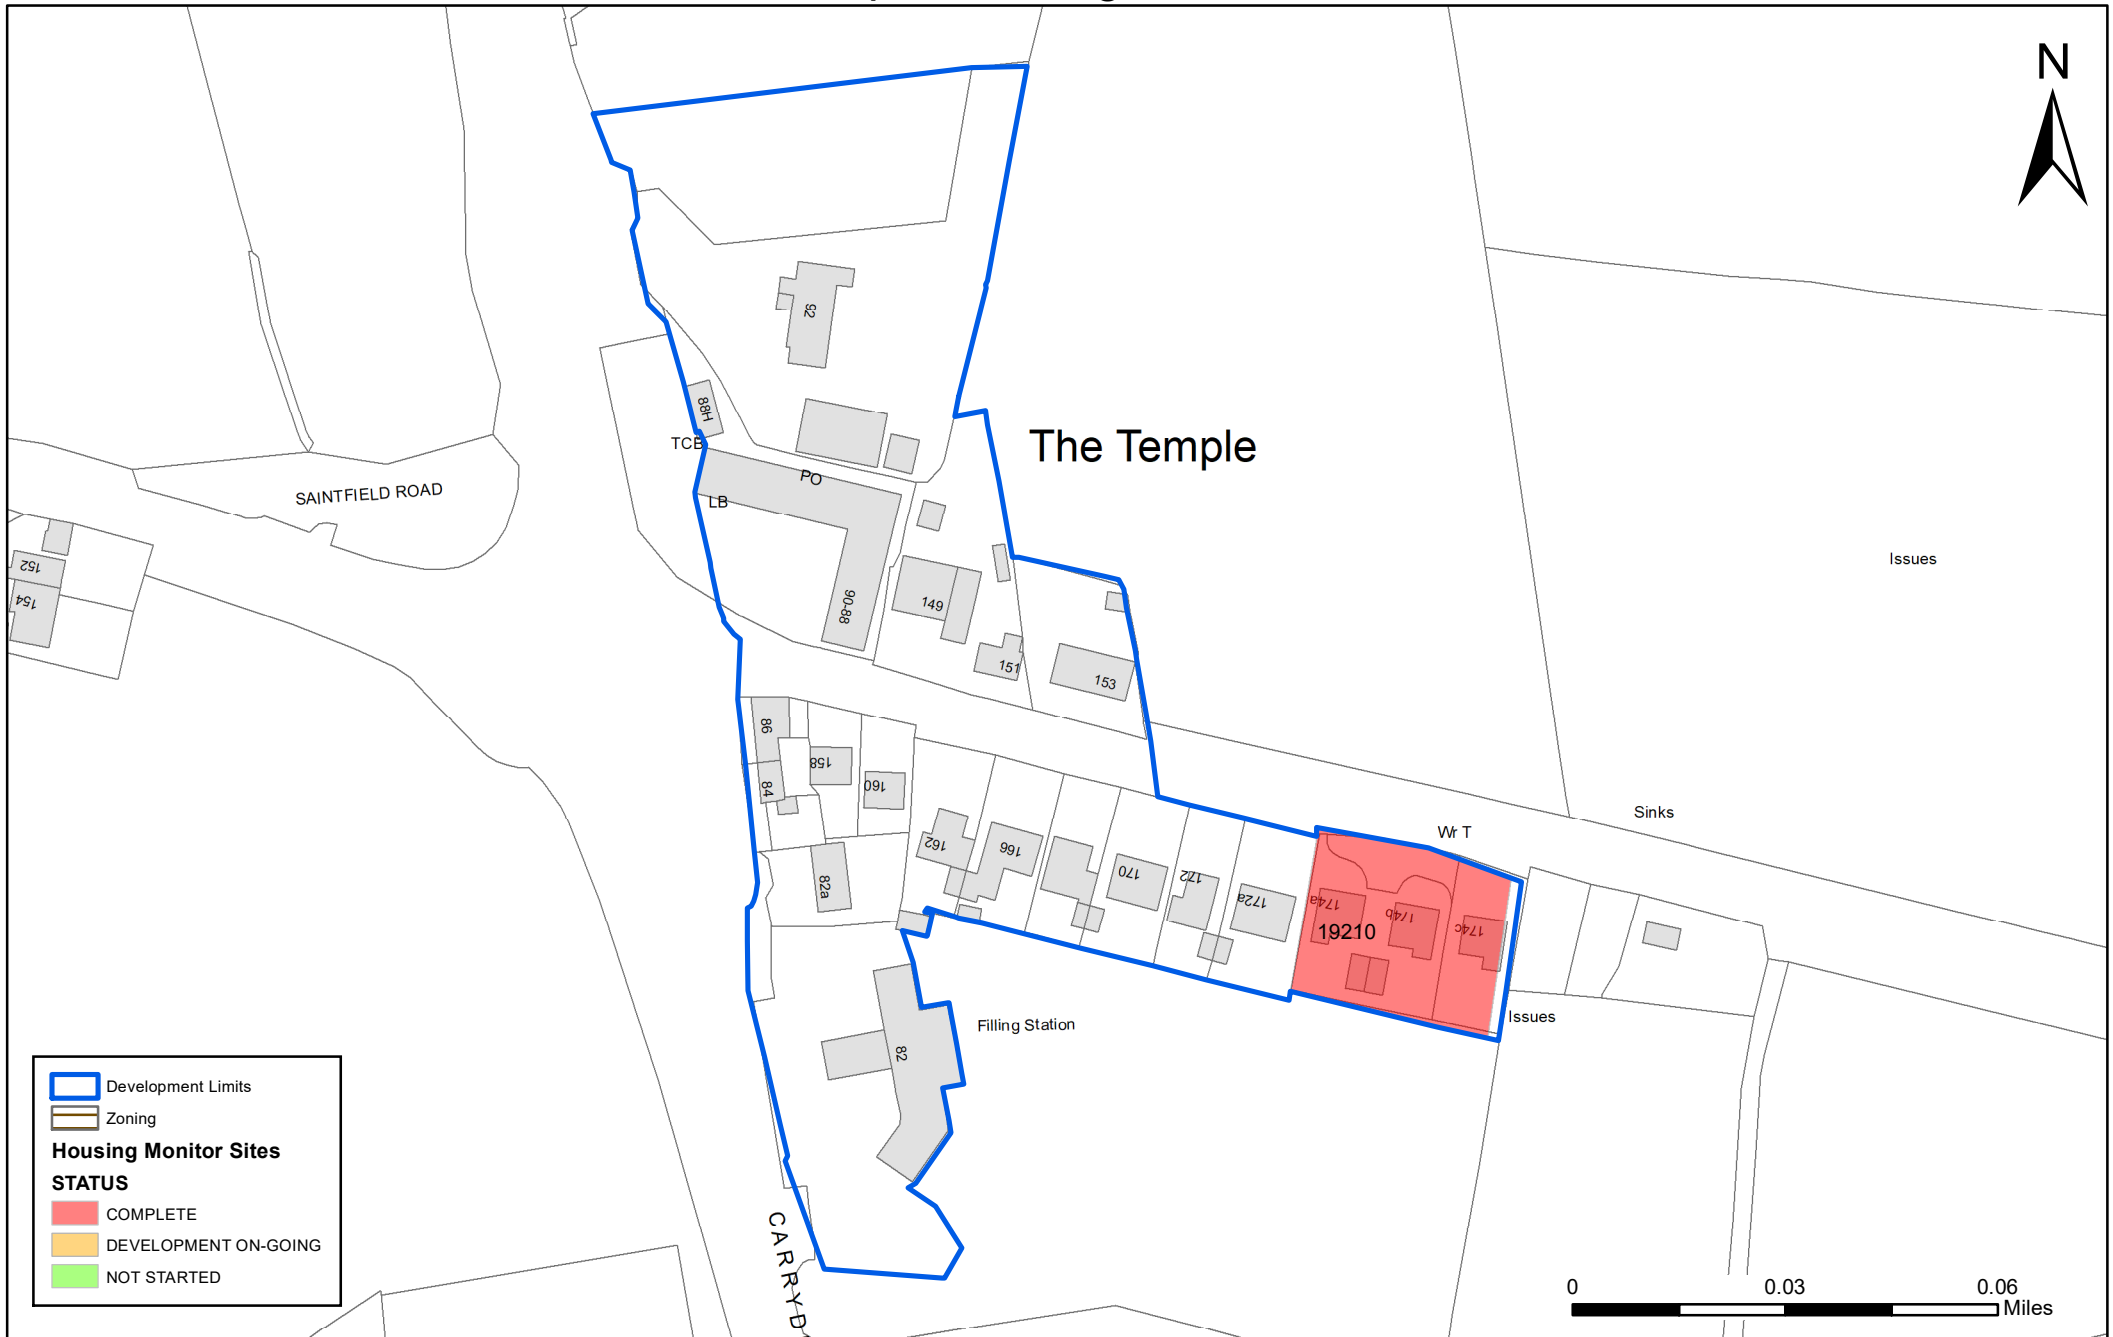 N
92
88H
TCB
The Temple
PO
SAINTFIELD ROAD
LB
Issues
152
154
90-88
149
151
153
86
158
84
160
Sinks
Wr T
162
166
170
172
82a
172a
174a
174b
174c
19210
Issues
Filling Station
82
Development Limits
Zoning
Housing Monitor Sites
STATUS
COMPLETE
DEVELOPMENT ON-GOING
NOT STARTED
CARRYD
0 0.03 0.06
Miles